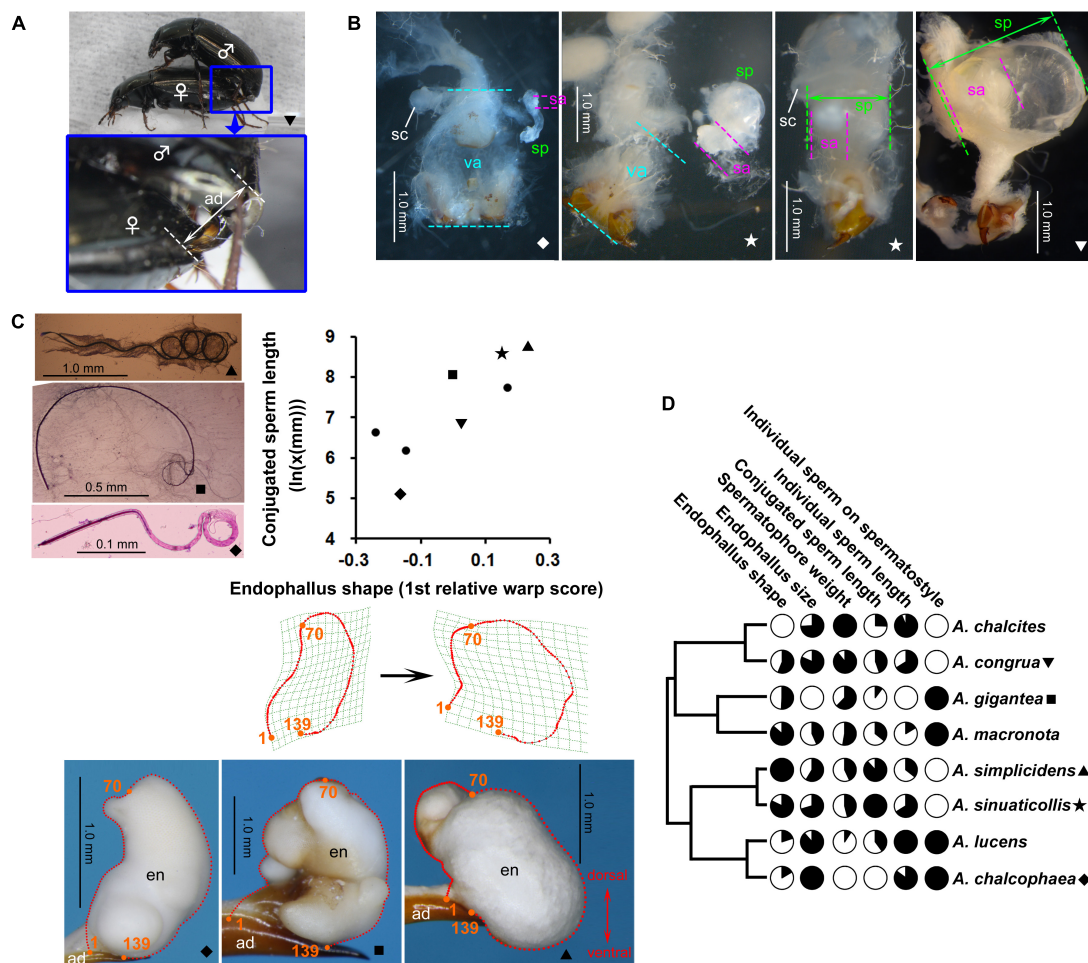 A
♂
♀
♂
ad
♀
B
sc
sa
sp
va
1.0 mm
1.0 mm
sp
va
sa
sc
sp
sa
1.0 mm
sp
sa
1.0 mm
C
1.0 mm
0.5 mm
0.1 mm
Conjugated sperm length
(ln(x(mm)))
9
8
7
6
5
4
-0.3
-0.1
0.1
0.3
Endophallus shape (1st relative warp score)
70
1
139
70
1
139
70
1.0 mm
en
1
139
ad
70
1.0 mm
en
1
ad
139
70
1.0 mm
en
dorsal
1
ad
139
ventral
D
Individual sperm on spermatostyle
Individual sperm length
Conjugated sperm length
Spermatophore weight
Endophallus size
Endophallus shape
A. chalcites
A. congrua
A. gigantea
A. macronota
A. simplicidens
A. sinuaticollis
A. lucens
A. chalcophaea